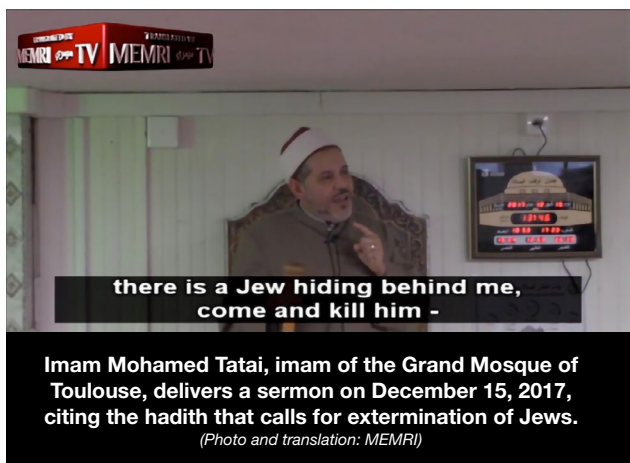 MEMRI TV MEMRI TV
there is a Jew hiding behind me,
come and kill him -
Imam Mohamed Tatai, imam of the Grand Mosque of
Toulouse, delivers a sermon on December 15, 2017,
citing the hadith that calls for extermination of Jews.
(Photo and translation: MEMRI)